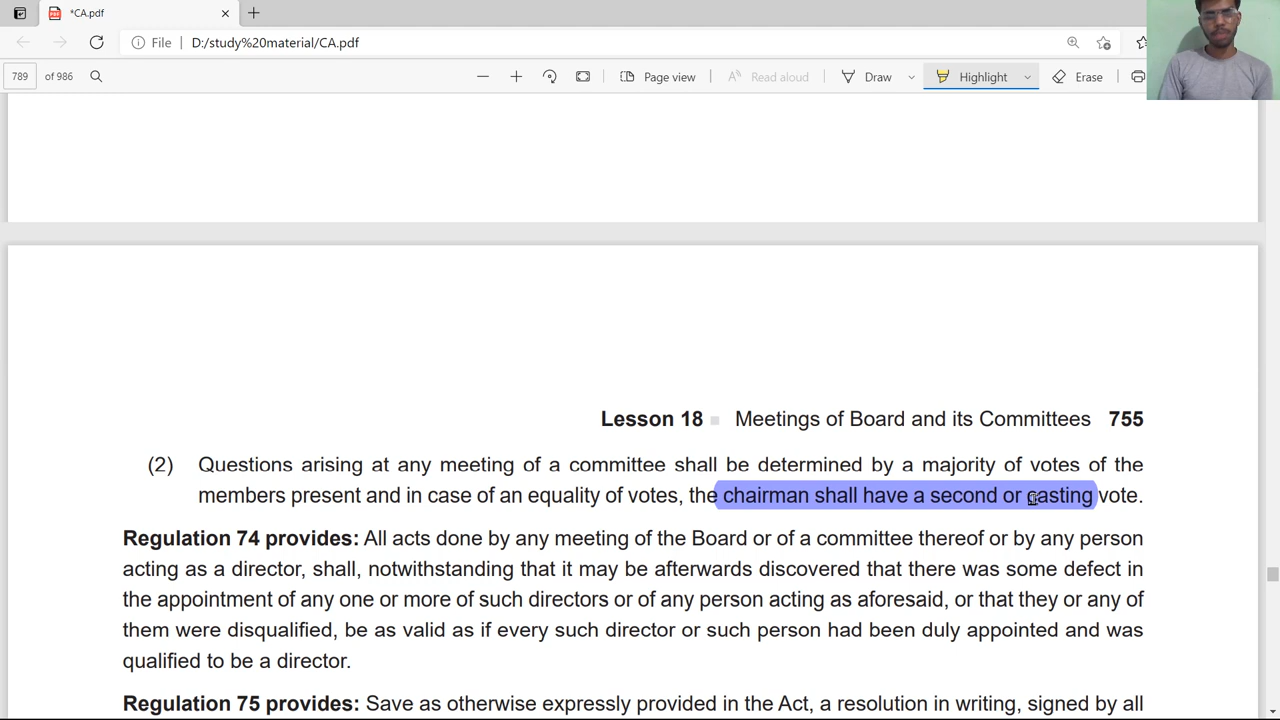 *CA.pdf
File
D:/study%20material/CA.pdf
789 of 986
Page view
Read aloud
Draw
Highlight
Erase
Lesson 18 Meetings of Board and its Committees 755
(2) Questions arising at any meeting of a committee shall be determined by a majority of votes of the
members present and in case of an equality of votes, the chairman shall have a second or casting vote.
Regulation 74 provides: All acts done by any meeting of the Board or of a committee thereof or by any person
acting as a director, shall, notwithstanding that it may be afterwards discovered that there was some defect in
the appointment of any one or more of such directors or of any person acting as aforesaid, or that they or any of
them were disqualified, be as valid as if every such director or such person had been duly appointed and was
qualified to be a director.
Regulation 75 provides: Save as otherwise expressly provided in the Act, a resolution in writing, signed by all